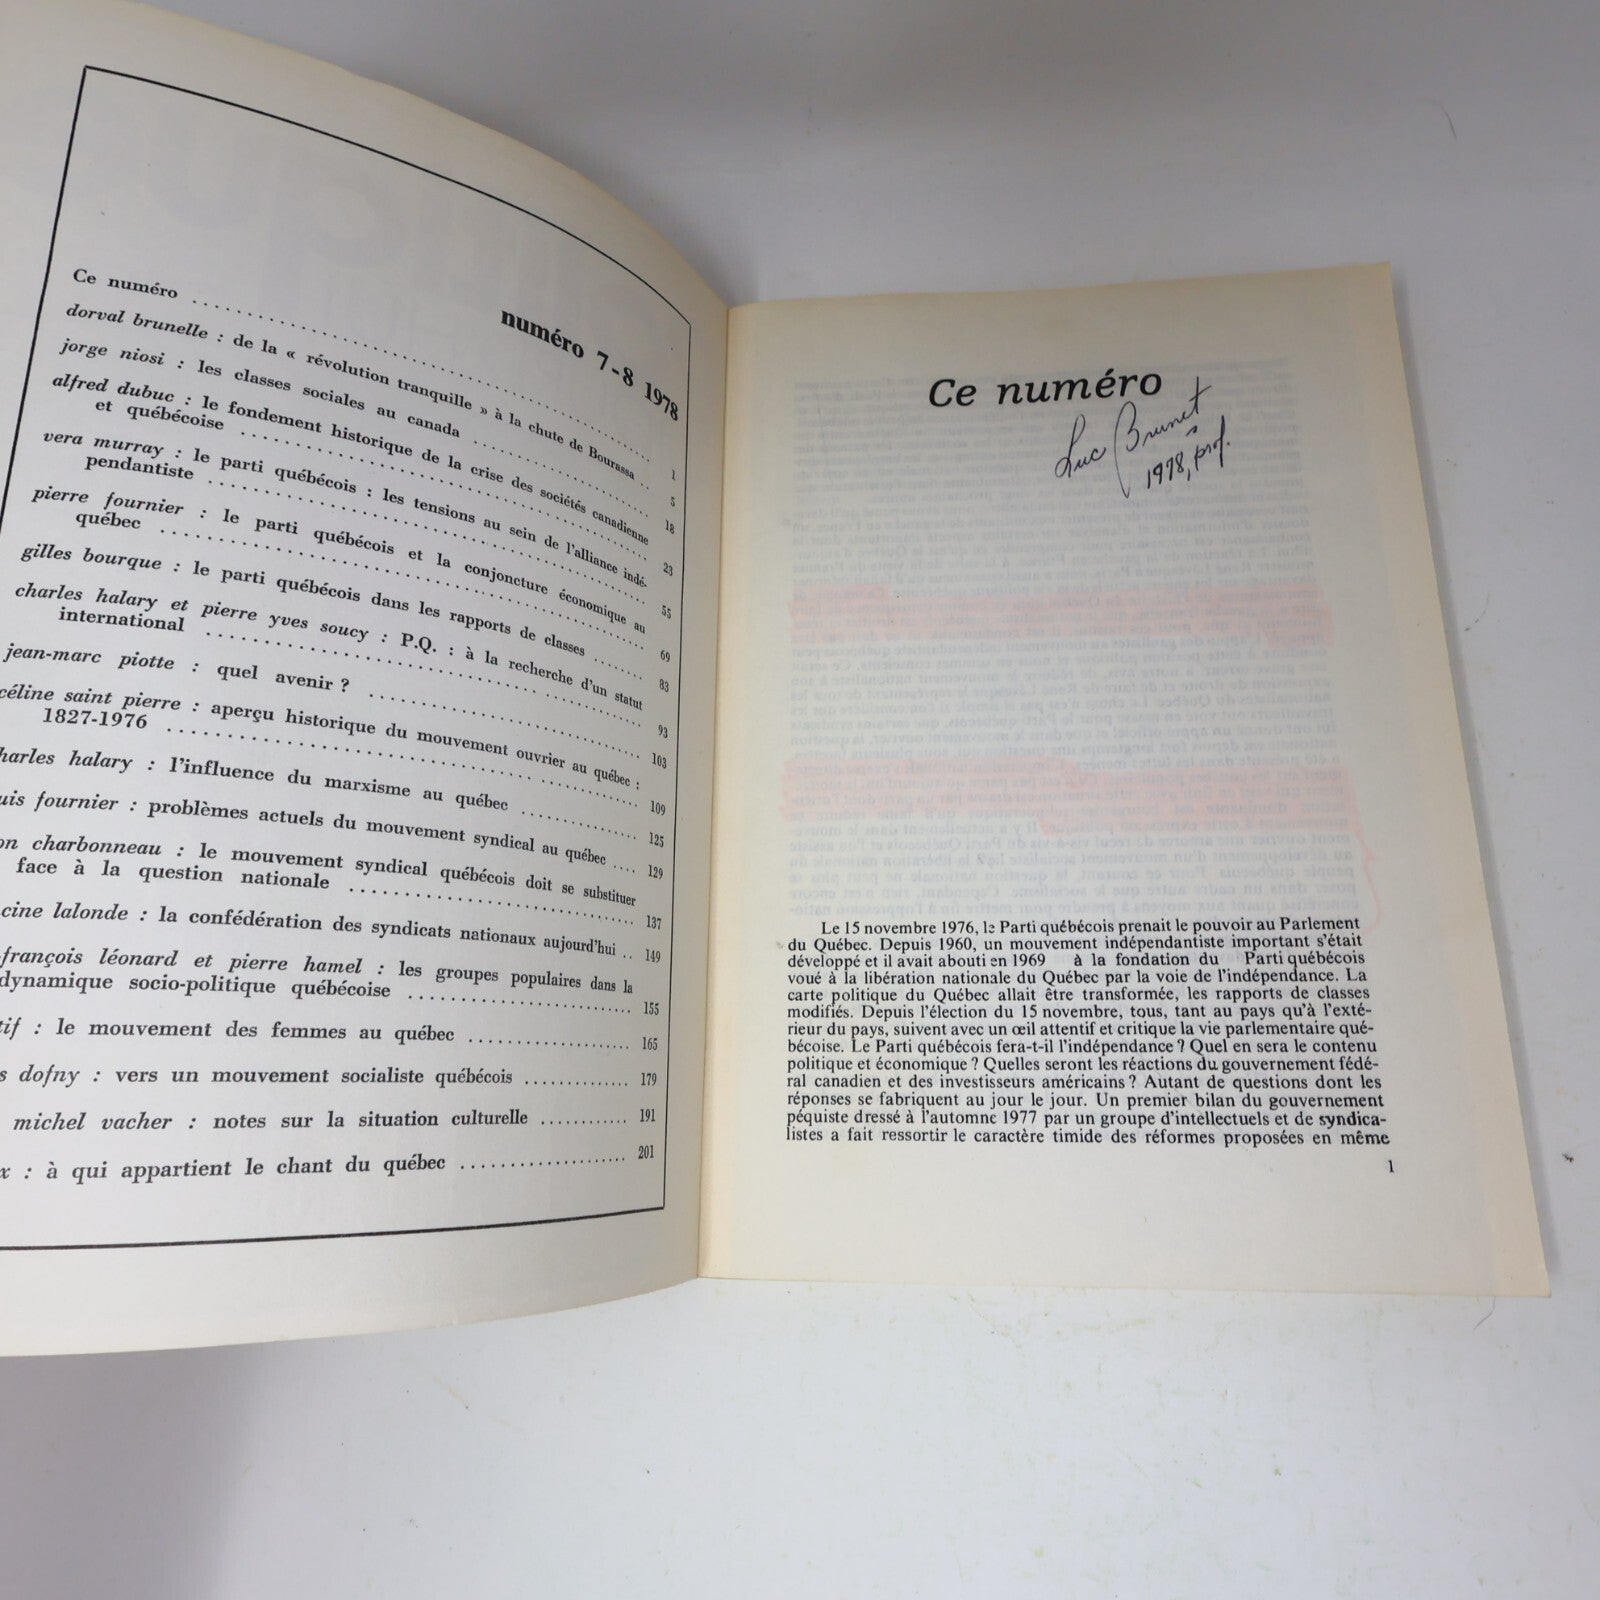 numéro 7-8 1978
Ce numéro ........ 1
dorval brunelle : de la « révolution tranquille » à la chute de Bourassa .. 5
jorge niosi : les classes sociales au canada ........ 18
alfred dubuc : le fondement historique de la crise des sociétés canadienne
et québécoise ........ 23
vera murray : le parti québécois : les tensions au sein de l'alliance indé-
pendantiste ........ 55
pierre fournier : le parti québécois et la conjoncture économique au
québec ........ 69
gilles bourque : le parti québécois dans les rapports de classes ........ 83
charles halary et pierre yves soucy : P.Q. : à la recherche d'un statut
international ........ 93
jean-marc piotte : quel avenir ? ........ 103
céline saint pierre : aperçu historique du mouvement ouvrier au québec :
1827-1976 ........ 109
harles halary : l'influence du marxisme au québec ........ 125
uis fournier : problèmes actuels du mouvement syndical au québec .... 129
on charbonneau : le mouvement syndical québécois doit se substituer
face à la question nationale ........ 137
cine lalonde : la confédération des syndicats nationaux aujourd'hui .. 149
-françois léonard et pierre hamel : les groupes populaires dans la
dynamique socio-politique québécoise ........ 155
tif : le mouvement des femmes au québec ........ 165
s dofny : vers un mouvement socialiste québécois ........ 179
michel vacher : notes sur la situation culturelle ........ 191
x : à qui appartient le chant du québec ........ 201
Ce numéro
Luc Brunet
1978, prof.
Le 15 novembre 1976, le Parti québécois prenait le pouvoir au Parlement
du Québec. Depuis 1960, un mouvement indépendantiste important s'était
développé et il avait abouti en 1969 à la fondation du Parti québécois
voué à la libération nationale du Québec par la voie de l'indépendance. La
carte politique du Québec allait être transformée, les rapports de classes
modifiés. Depuis l'élection du 15 novembre, tous, tant au pays qu'à l'exté-
rieur du pays, suivent avec un œil attentif et critique la vie parlementaire qué-
bécoise. Le Parti québécois fera-t-il l'indépendance ? Quel en sera le contenu
politique et économique ? Quelles seront les réactions du gouvernement fédé-
ral canadien et des investisseurs américains ? Autant de questions dont les
réponses se fabriquent au jour le jour. Un premier bilan du gouvernement
péquiste dressé à l'automne 1977 par un groupe d'intellectuels et de syndica-
listes a fait ressortir le caractère timide des réformes proposées en même
1